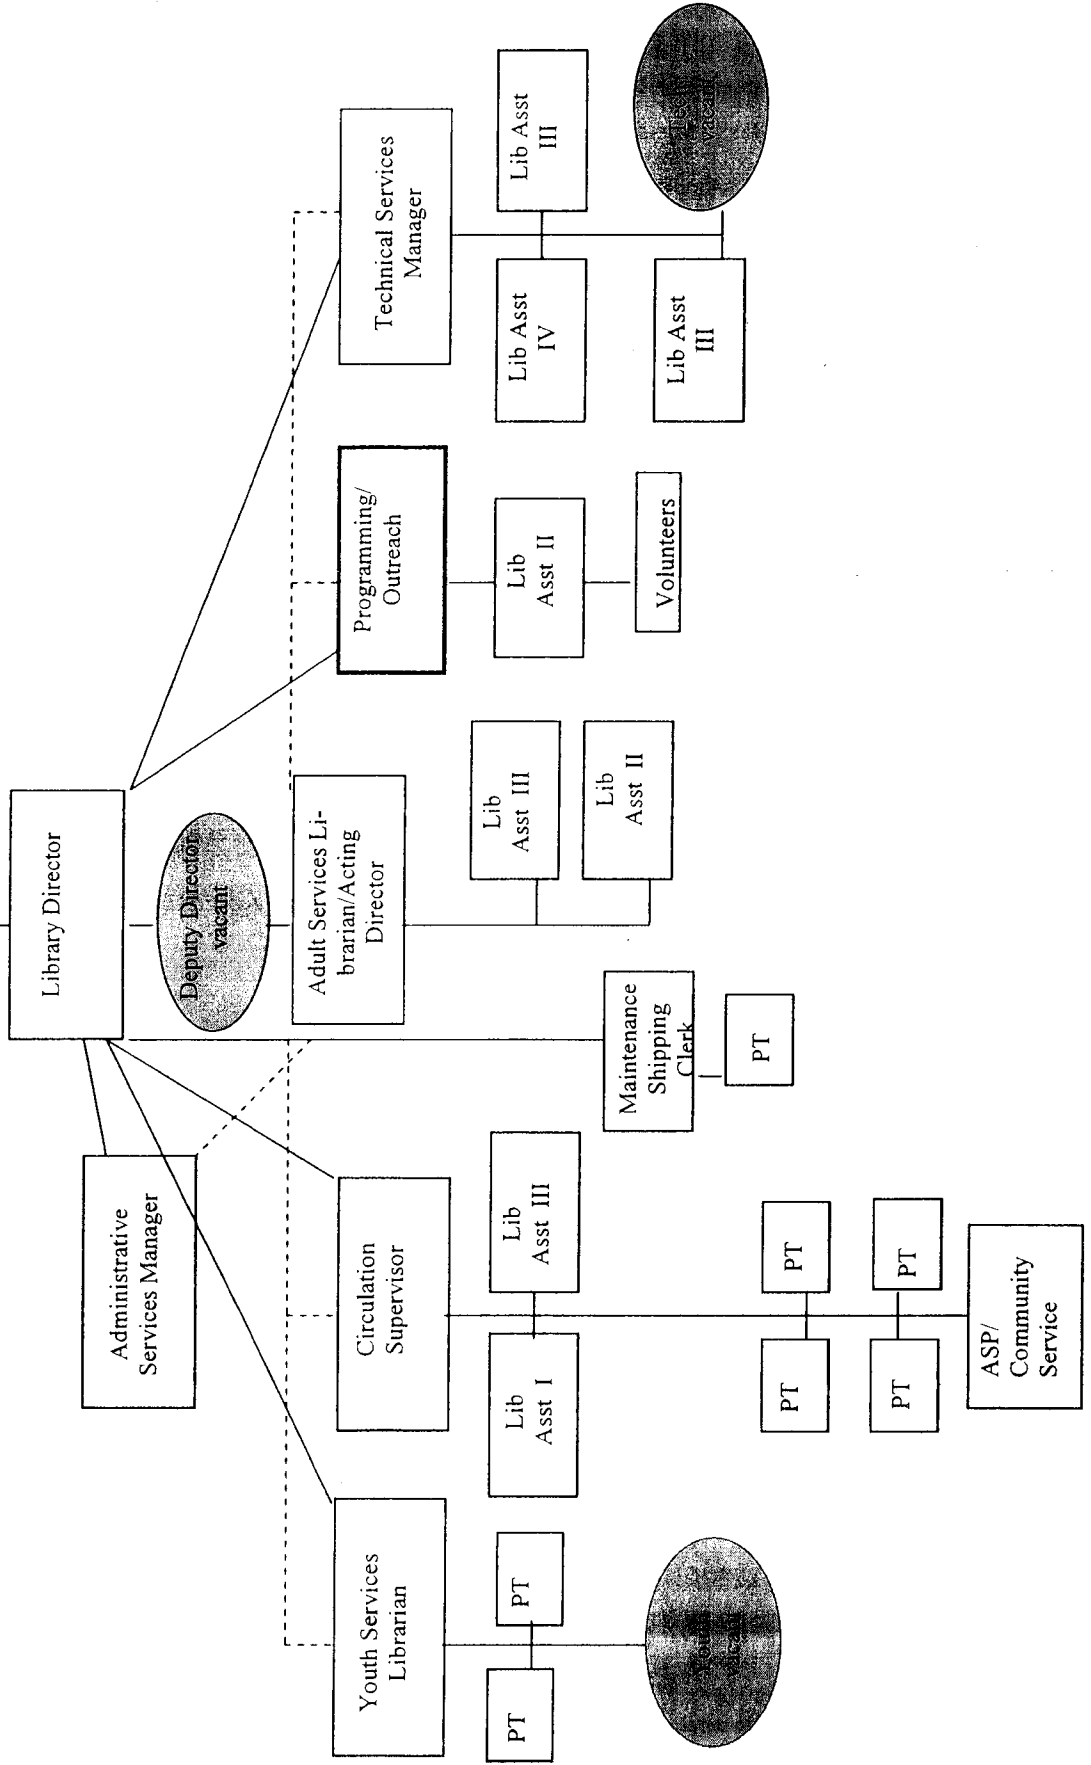 Library Director
Administrative
Services Manager
Deputy Director
vacant
Adult Services Li-
brarian/Acting
Director
Youth Services
Librarian
Circulation
Supervisor
Programming/
Outreach
Technical Services
Manager
PT
PT
Lib
Asst I
Lib
Asst III
Lib
Asst III
Lib
Asst II
Lib Asst
IV
Lib Asst
III
Lib
Asst II
Maintenance
Shipping
Clerk
Volunteers
Lib Asst
III
Youth
vacant
Tech
vacant
PT
PT
PT
PT
PT
ASP/
Community
Service